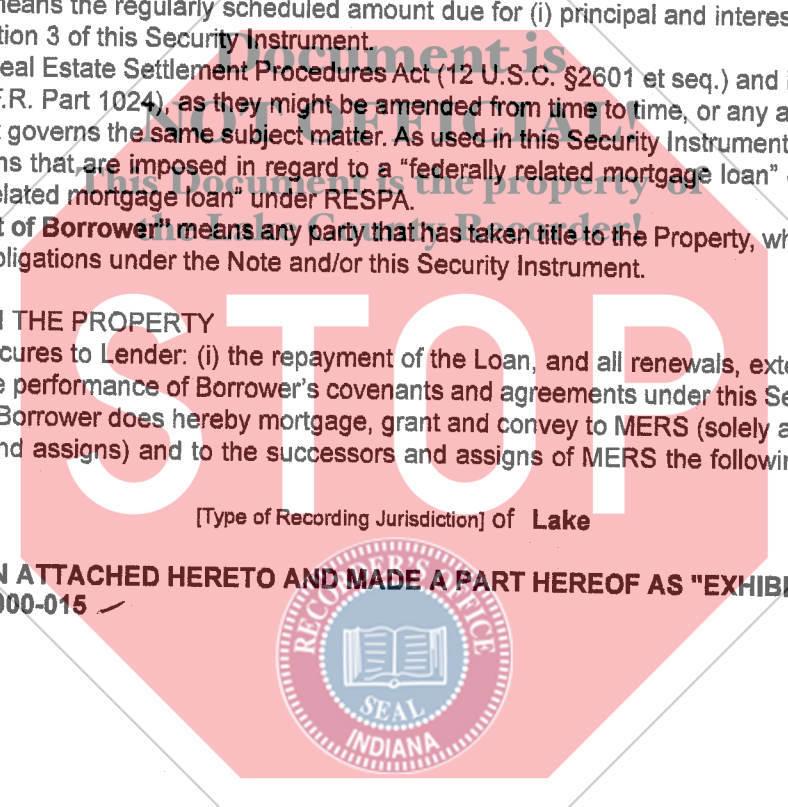 neans the regularly scheduled amount due for (i) principal and interes
tion 3 of this Security Instrument.
eal Estate Settlement Procedures Act (12 U.S.C. §2601 et seq.) and i
F.R. Part 1024), as they might be amended from time to time, or any a
t governs the same subject matter. As used in this Security Instrument
ns that are imposed in regard to a “federally related mortgage loan”
elated mortgage loan” under RESPA.
t of Borrower” means any party that has taken title to the Property, wh
bligations under the Note and/or this Security Instrument.
THE PROPERTY
cures to Lender: (i) the repayment of the Loan, and all renewals, exte
e performance of Borrower's covenants and agreements under this Se
Borrower does hereby mortgage, grant and convey to MERS (solely a
nd assigns) and to the successors and assigns of MERS the followin
[Type of Recording Jurisdiction] of Lake
N ATTACHED HERETO AND MADE A PART HEREOF AS "EXHIBI
000-015
Document is
NOT OFFICIAL
This Document is the property of
the Lake County Recorder!
STOP
RECORDER'S OFFICE
SEAL
INDIANA